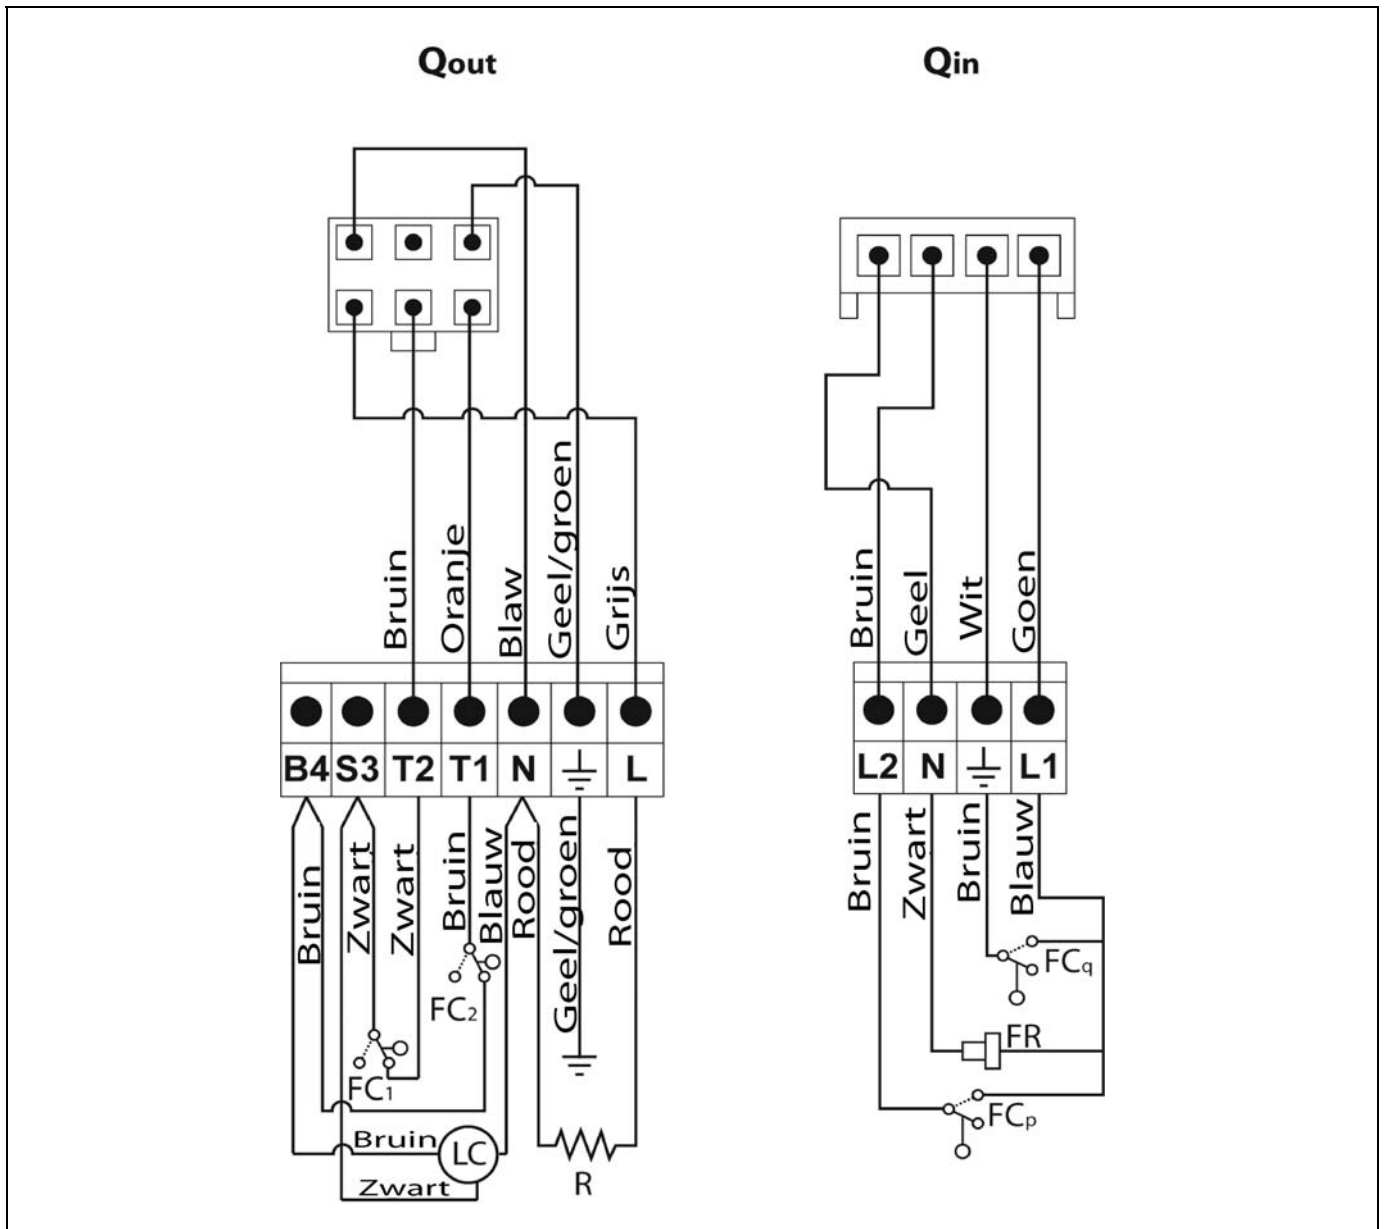 Qout
Qin
Bruin
Oranje
Blaw
Geel/groen
Grijs
Bruin
Geel
Wit
Goen
B4
S3
T2
T1
N
L
L2
N
L1
Bruin
Zwart
Zwart
Bruin
Blauw
Rood
Geel/groen
Rood
Bruin
Zwart
Bruin
Blauw
FC2
FC1
FCq
FR
FCp
Bruin
LC
Zwart
R